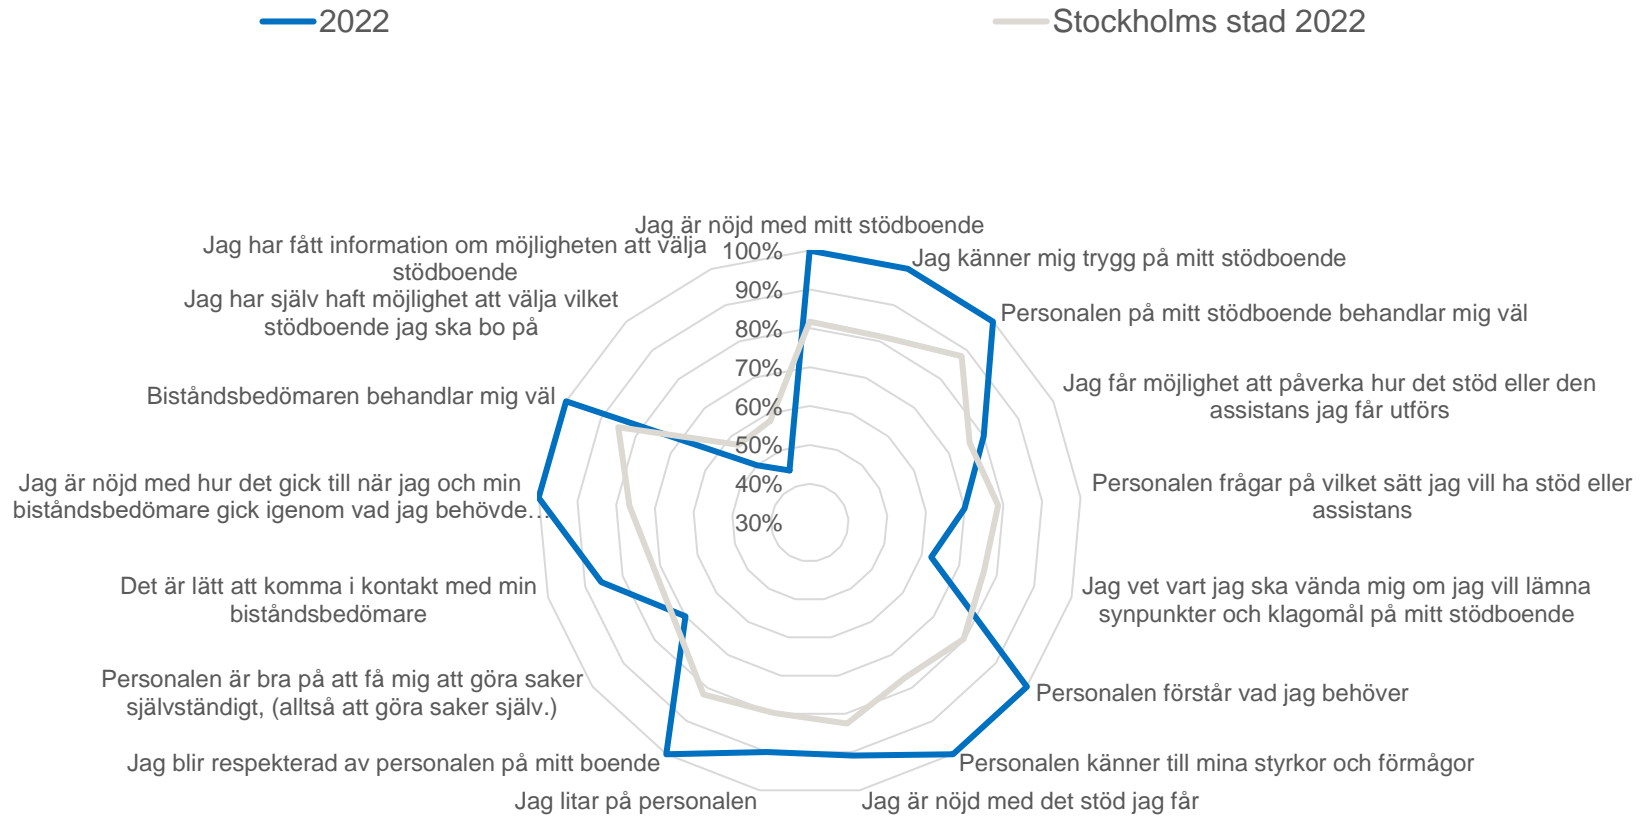 2022
Stockholms stad 2022
Jag är nöjd med mitt stödboende
Jag känner mig trygg på mitt stödboende
Personalen på mitt stödboende behandlar mig väl
Jag får möjlighet att påverka hur det stöd eller den
assistans jag får utförs
Personalen frågar på vilket sätt jag vill ha stöd eller
assistans
Jag vet vart jag ska vända mig om jag vill lämna
synpunkter och klagomål på mitt stödboende
Personalen förstår vad jag behöver
Personalen känner till mina styrkor och förmågor
Jag är nöjd med det stöd jag får
Jag litar på personalen
Jag blir respekterad av personalen på mitt boende
Personalen är bra på att få mig att göra saker
självständigt, (alltså att göra saker själv.)
Det är lätt att komma i kontakt med min
biståndsbedömare
Jag är nöjd med hur det gick till när jag och min
biståndsbedömare gick igenom vad jag behövde…
Biståndsbedömaren behandlar mig väl
Jag har själv haft möjlighet att välja vilket
stödboende jag ska bo på
Jag har fått information om möjligheten att välja
stödboende
100%
90%
80%
70%
60%
50%
40%
30%